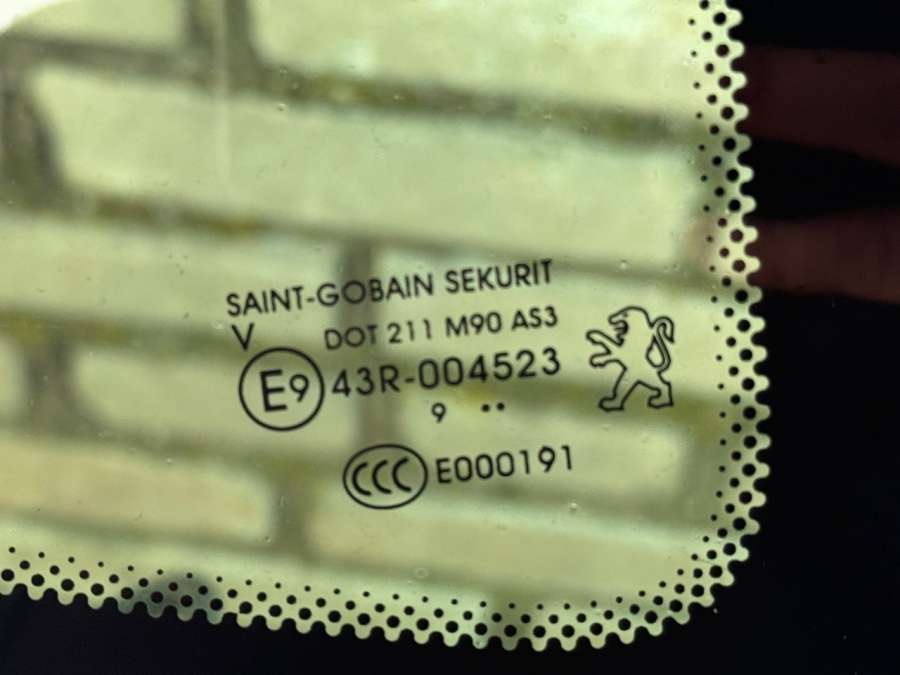 SAINT-GOBAIN SEKURIT
V DOT 211 M90 AS3
E9 43R-004523
9 ..
CCC E000191